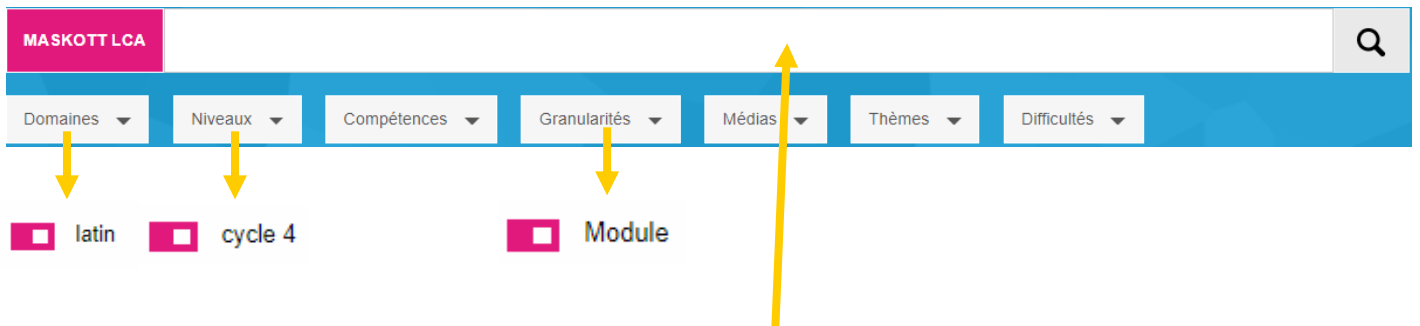 MASKOTT LCA
Domaines Niveaux Compétences Granularités Médias Thèmes Difficultés
latin cycle 4 Module